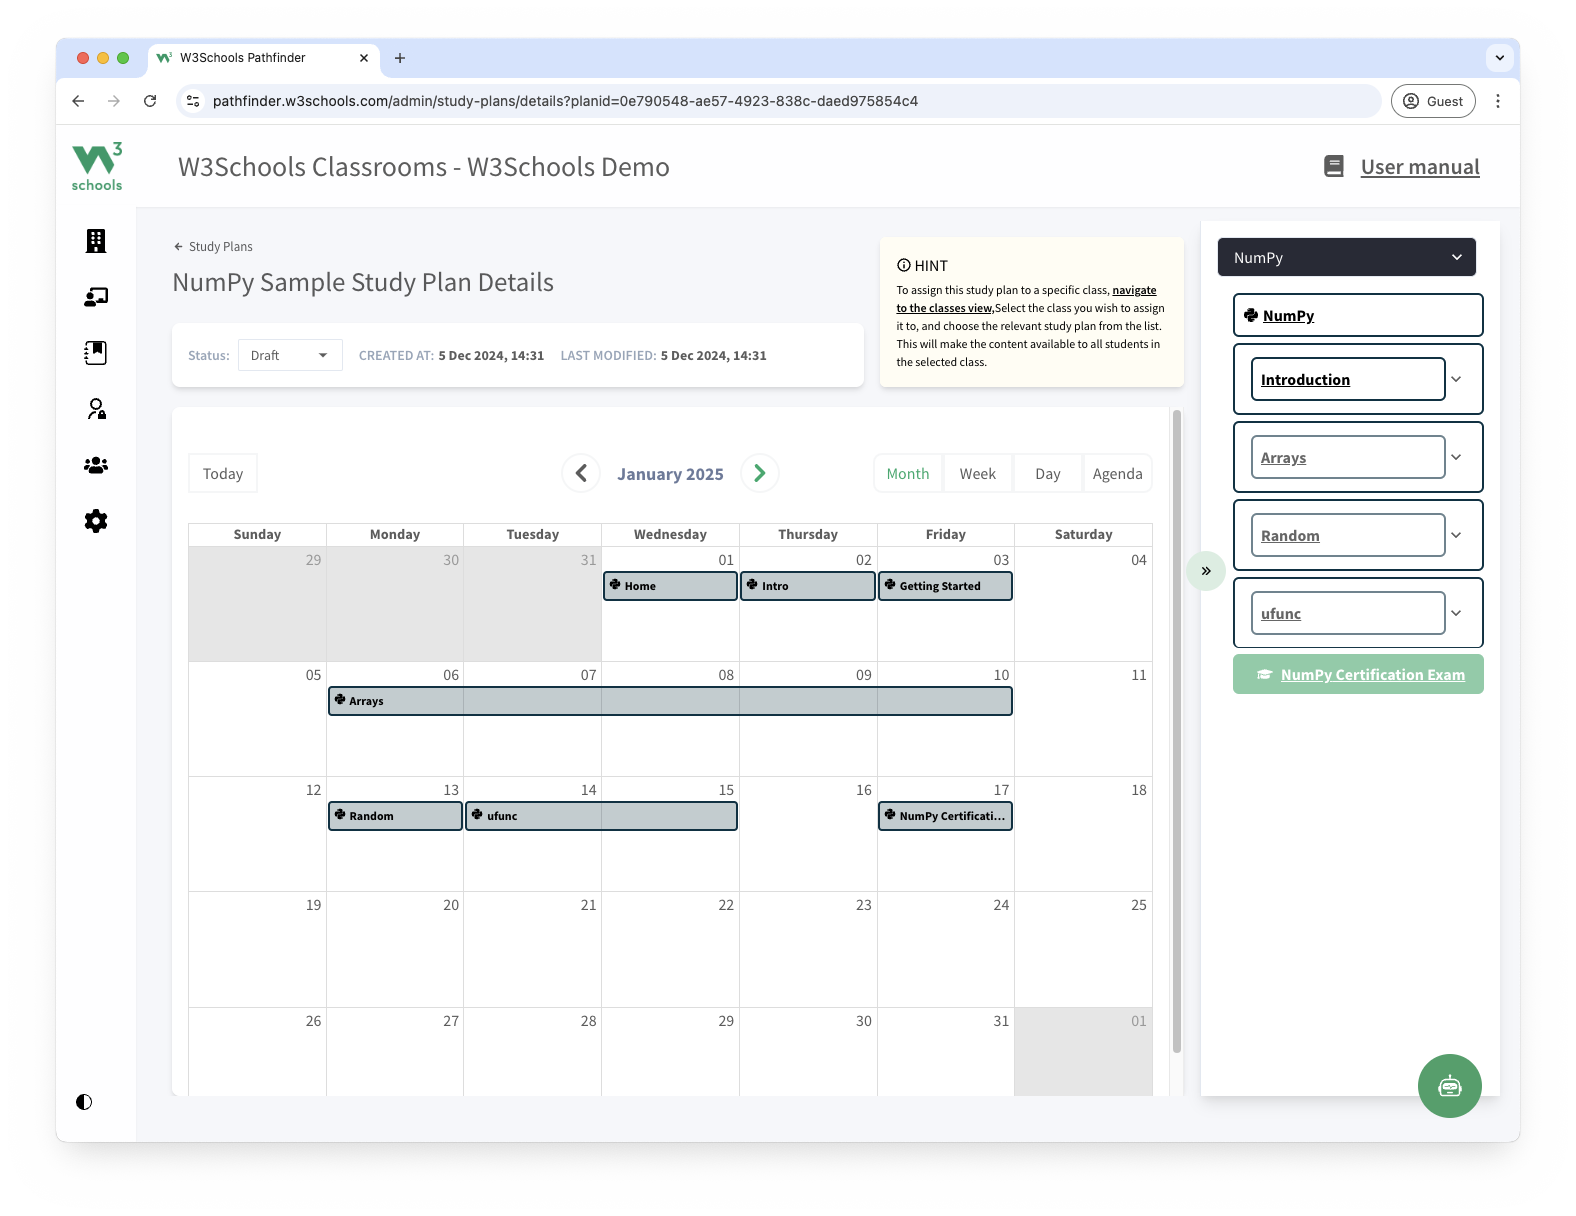 W3Schools Pathfinder
pathfinder.w3schools.com/admin/study-plans/details?planid=0e790548-ae57-4923-838c-daed975854c4
Guest
W3 schools
W3Schools Classrooms - W3Schools Demo
User manual
Study Plans
NumPy Sample Study Plan Details
Status: Draft CREATED AT: 5 Dec 2024, 14:31 LAST MODIFIED: 5 Dec 2024, 14:31
HINT
To assign this study plan to a specific class, navigate
to the classes view,Select the class you wish to assign
it to, and choose the relevant study plan from the list.
This will make the content available to all students in
the selected class.
Today
January 2025
Month Week Day Agenda
Sunday Monday Tuesday Wednesday Thursday Friday Saturday
29 30 31 01 02 03 04
Home Intro Getting Started
05 06 07 08 09 10 11
Arrays
12 13 14 15 16 17 18
Random ufunc NumPy Certificati...
19 20 21 22 23 24 25
26 27 28 29 30 31 01
NumPy
NumPy
Introduction
Arrays
Random
ufunc
NumPy Certification Exam